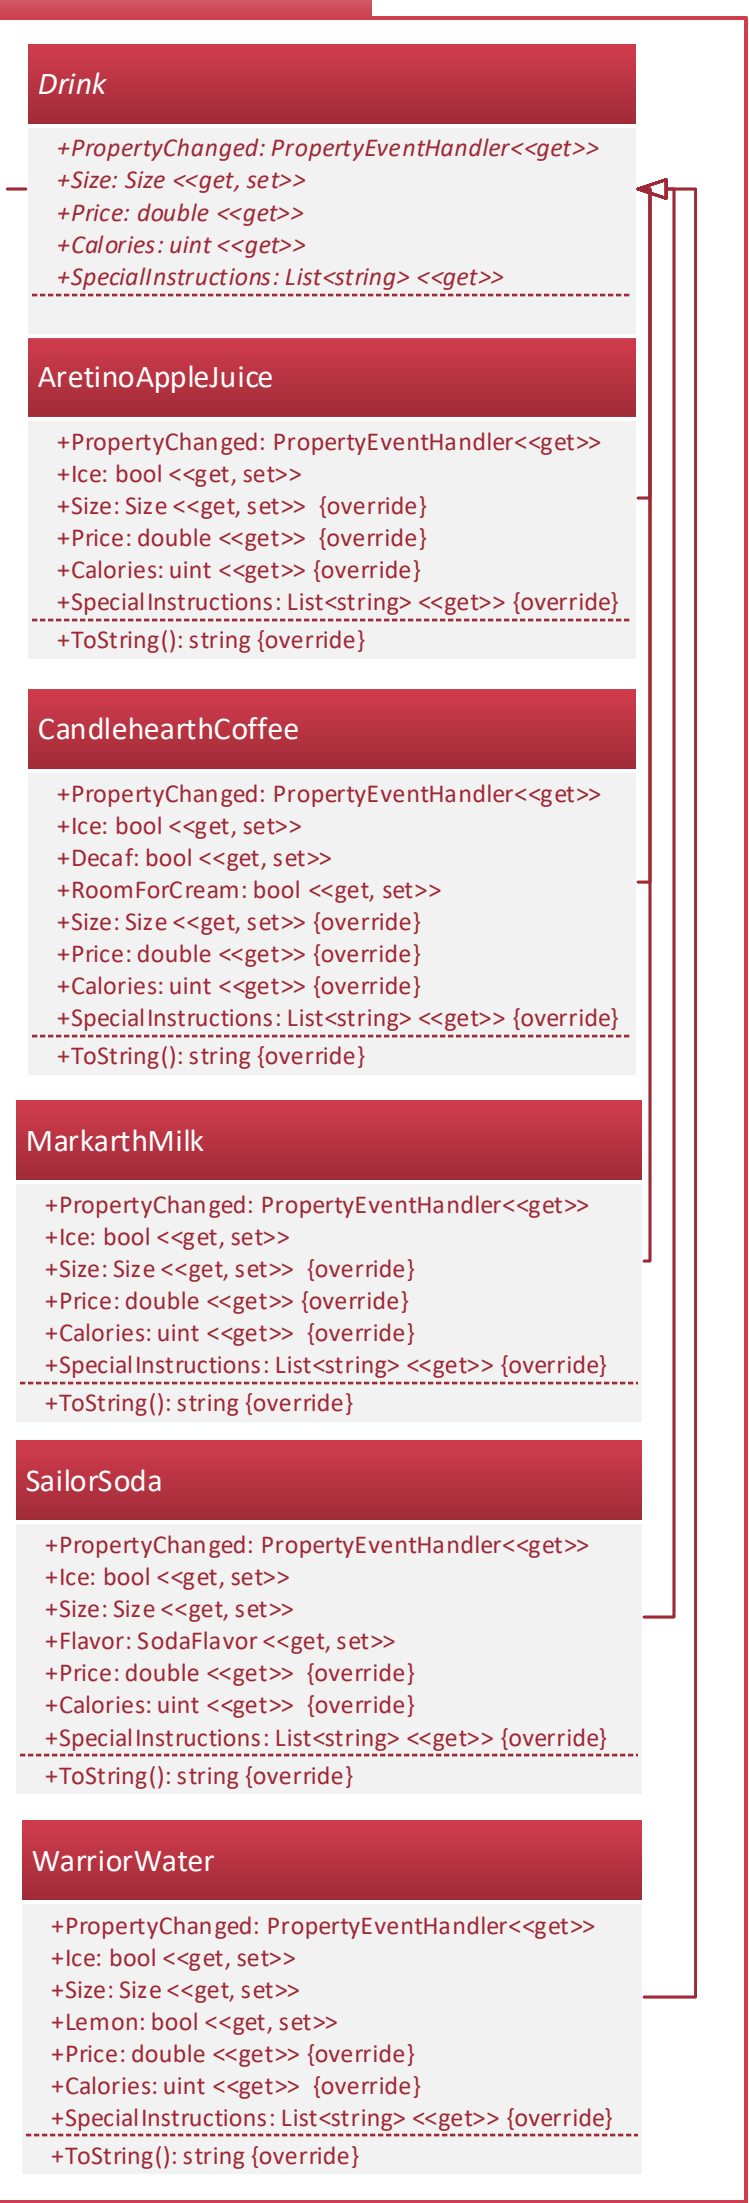 Drink
+PropertyChanged: PropertyEventHandler<<get>>
+Size: Size <<get, set>>
+Price: double <<get>>
+Calories: uint <<get>>
+SpecialInstructions: List<string> <<get>>
AretinoAppleJuice
+PropertyChanged: PropertyEventHandler<<get>>
+Ice: bool <<get, set>>
+Size: Size <<get, set>> {override}
+Price: double <<get>> {override}
+Calories: uint <<get>> {override}
+SpecialInstructions: List<string> <<get>> {override}
+ToString(): string {override}
CandlehearthCoffee
+PropertyChanged: PropertyEventHandler<<get>>
+Ice: bool <<get, set>>
+Decaf: bool <<get, set>>
+RoomForCream: bool <<get, set>>
+Size: Size <<get, set>> {override}
+Price: double <<get>> {override}
+Calories: uint <<get>> {override}
+SpecialInstructions: List<string> <<get>> {override}
+ToString(): string {override}
MarkarthMilk
+PropertyChanged: PropertyEventHandler<<get>>
+Ice: bool <<get, set>>
+Size: Size <<get, set>> {override}
+Price: double <<get>> {override}
+Calories: uint <<get>> {override}
+SpecialInstructions: List<string> <<get>> {override}
+ToString(): string {override}
SailorSoda
+PropertyChanged: PropertyEventHandler<<get>>
+Ice: bool <<get, set>>
+Size: Size <<get, set>>
+Flavor: SodaFlavor <<get, set>>
+Price: double <<get>> {override}
+Calories: uint <<get>> {override}
+SpecialInstructions: List<string> <<get>> {override}
+ToString(): string {override}
WarriorWater
+PropertyChanged: PropertyEventHandler<<get>>
+Ice: bool <<get, set>>
+Size: Size <<get, set>>
+Lemon: bool <<get, set>>
+Price: double <<get>> {override}
+Calories: uint <<get>> {override}
+SpecialInstructions: List<string> <<get>> {override}
+ToString(): string {override}